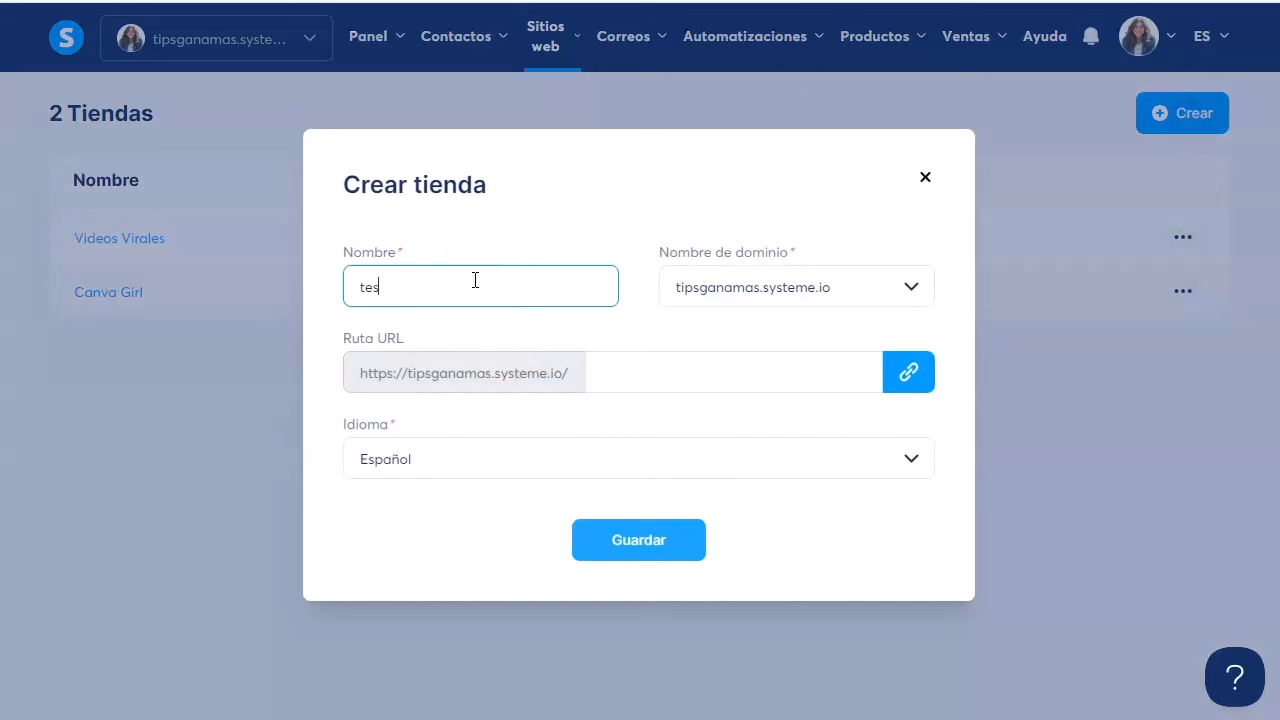 S
tipsganamas.syste...
Panel
Contactos
Sitios
web
Correos
Automatizaciones
Productos
Ventas
Ayuda
ES
2 Tiendas
Crear
Nombre
Videos Virales
Canva Girl
Crear tienda
Nombre*
Nombre de dominio*
tes
tipsganamas.systeme.io
Ruta URL
https://tipsganamas.systeme.io/
Idioma*
Español
Guardar
?